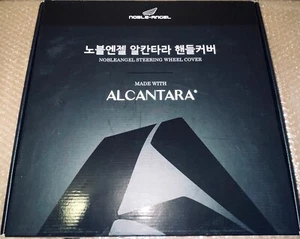 NOBLE-ANGEL
노블엔젤 알칸타라 핸들커버
NOBLEANGEL STEERING WHEEL COVER
MADE WITH
ALCANTARA